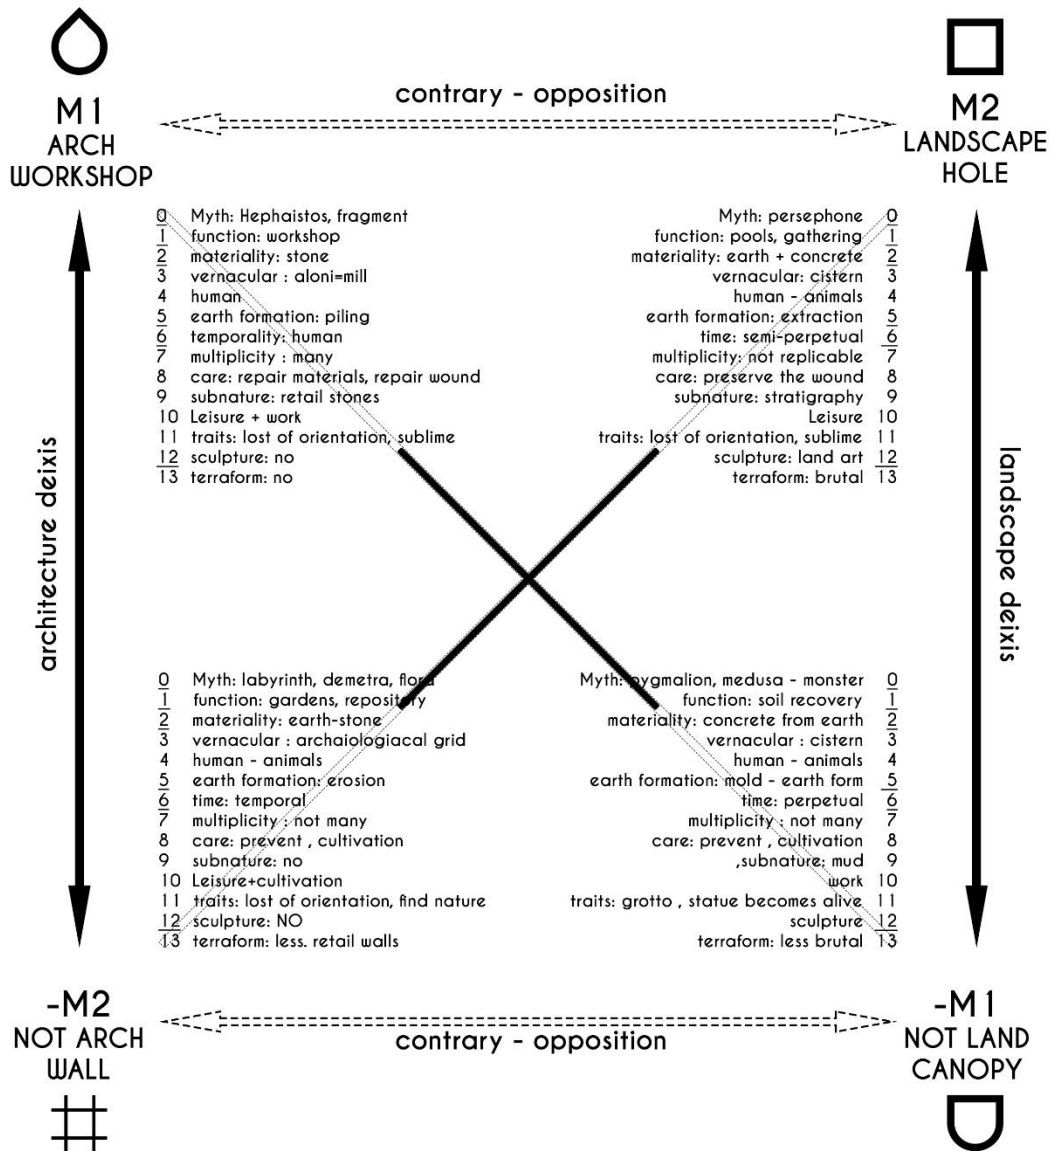 M1
ARCH
WORKSHOP
contrary - opposition
M2
LANDSCAPE
HOLE
0 Myth: Hephaistos, fragment
1 function: workshop
2 materiality: stone
3 vernacular : aloni=mill
4 human
5 earth formation: piling
6 temporality: human
7 multiplicity : many
8 care: repair materials, repair wound
9 subnature: retail stones
10 Leisure + work
11 traits: lost of orientation, sublime
12 sculpture: no
13 terraform: no
Myth: persephone 0
function: pools, gathering 1
materiality: earth + concrete 2
vernacular: cistern 3
human - animals 4
earth formation: extraction 5
time: semi-perpetual 6
multiplicity: not replicable 7
care: preserve the wound 8
subnature: stratigraphy 9
Leisure 10
traits: lost of orientation, sublime 11
sculpture: land art 12
terraform: brutal 13
architecture deixis
landscape deixis
0 Myth: labyrinth, demetra, flora
1 function: gardens, repository
2 materiality: earth-stone
3 vernacular : archaiologiacal grid
4 human - animals
5 earth formation: erosion
6 time: temporal
7 multiplicity : not many
8 care: prevent , cultivation
9 subnature: no
10 Leisure+cultivation
11 traits: lost of orientation, find nature
12 sculpture: NO
13 terraform: less. retail walls
Myth: pygmalion, medusa - monster 0
function: soil recovery 1
materiality: concrete from earth 2
vernacular : cistern 3
human - animals 4
earth formation: mold - earth form 5
time: perpetual 6
multiplicity : not many 7
care: prevent , cultivation 8
,subnature: mud 9
work 10
traits: grotto , statue becomes alive 11
sculpture 12
terraform: less brutal 13
-M2
NOT ARCH
WALL
contrary - opposition
-M1
NOT LAND
CANOPY